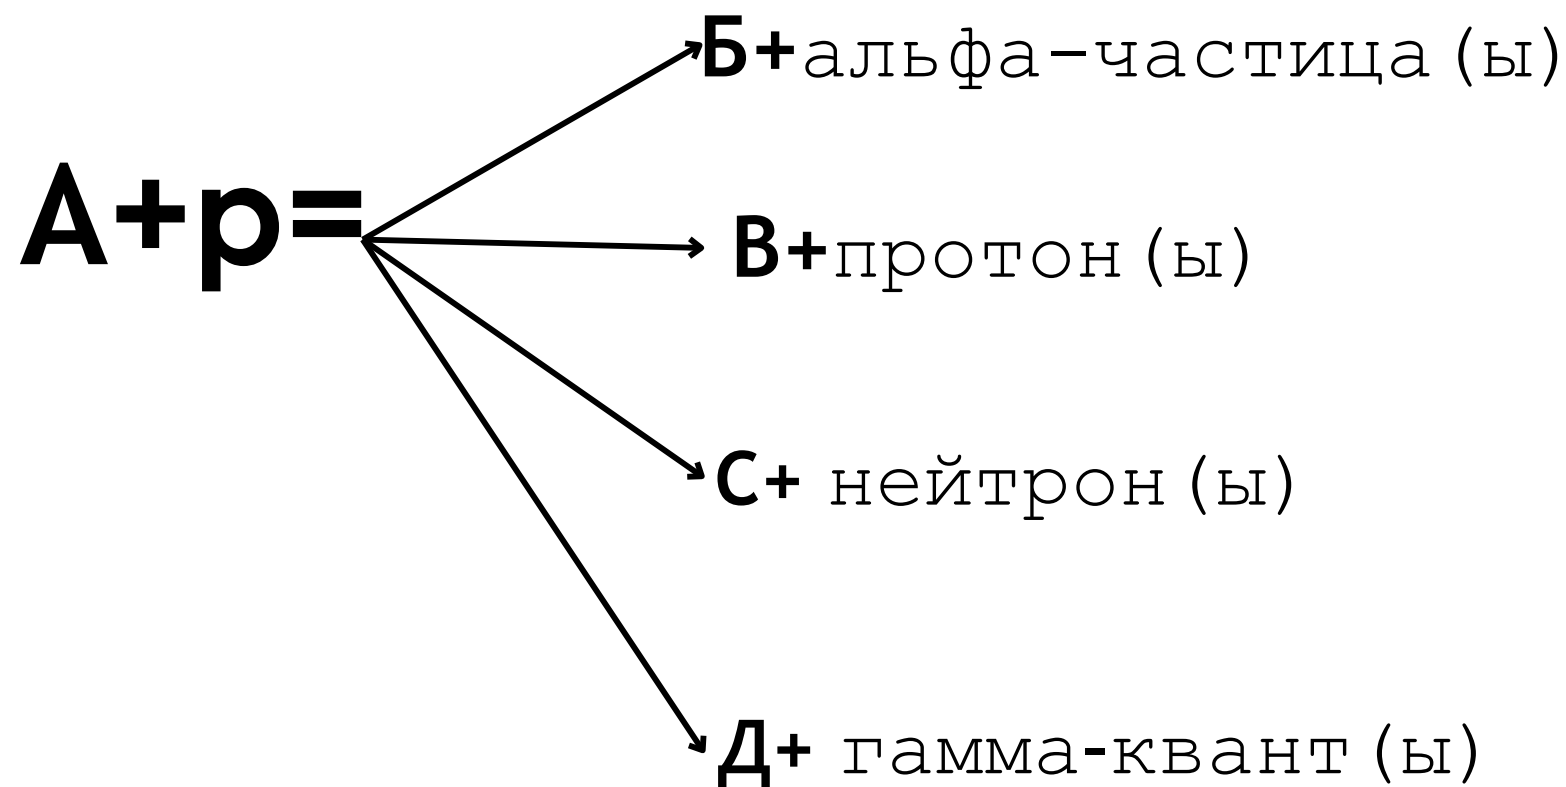 Б+альфа-частица(ы)
А+р=
В+протон(ы)
С+ нейтрон(ы)
Д+ гамма-квант(ы)